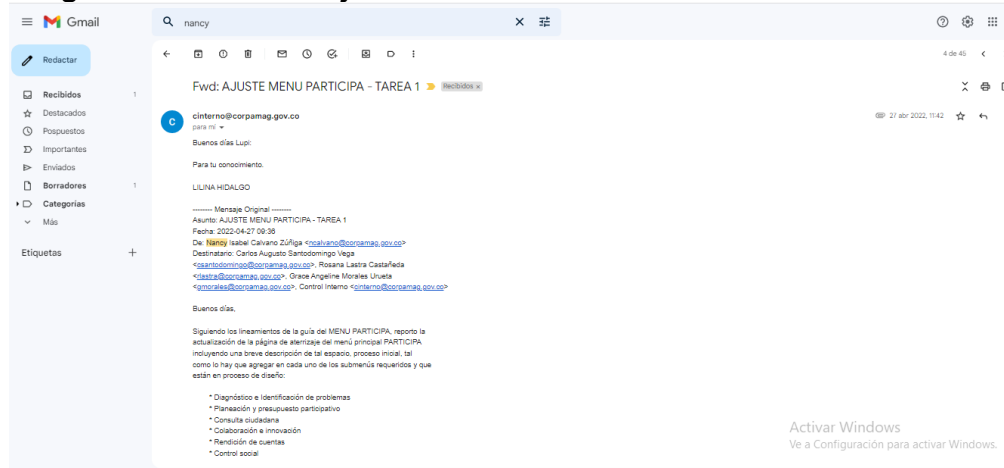 Gmail
nancy
Redactar
4 de 45
Recibidos 1
Destacados
Pospuestos
Importantes
Enviados
Borradores 1
Categorías
Más
Etiquetas
Fwd: AJUSTE MENU PARTICIPA - TAREA 1 Recibidos x
C
cinterno@corpamag.gov.co
27 abr 2022, 11:42
para mí
Buenos días Lupi:
Para tu conocimiento.
LILINA HIDALGO
-------- Mensaje Original --------
Asunto: AJUSTE MENU PARTICIPA - TAREA 1
Fecha: 2022-04-27 09:36
De: Nancy Isabel Calvano Zúñiga <ncalvano@corpamag.gov.co>
Destinatario: Carlos Augusto Santodomingo Vega
<csantodomingo@corpamag.gov.co>, Rosana Lastra Castañeda
<rlastra@corpamag.gov.co>, Grace Angeline Morales Urueta
<gmorales@corpamag.gov.co>, Control Interno <cinterno@corpamag.gov.co>
Buenos días,
Siguiendo los lineamientos de la guía del MENU PARTICIPA, reporto la
actualización de la página de aterrizaje del menú principal PARTICIPA
incluyendo una breve descripción de tal espacio, proceso inicial, tal
como lo hay que agregar en cada uno de los submenús requeridos y que
están en proceso de diseño:
* Diagnóstico e Identificación de problemas
* Planeación y presupuesto participativo
* Consulta ciudadana
* Colaboración e innovación
* Rendición de cuentas
* Control social
Activar Windows
Ve a Configuración para activar Windows.